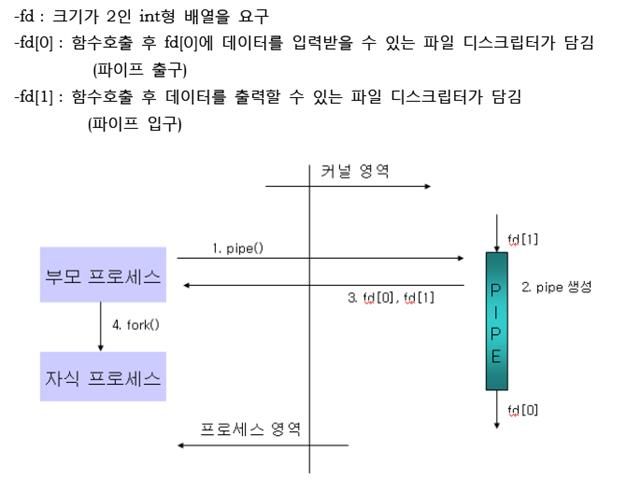 -fd : 크기가 2인 int형 배열을 요구
-fd[0] : 함수호출 후 fd[0]에 데이터를 입력받을 수 있는 파일 디스크립터가 담김
(파이프 출구)
-fd[1] : 함수호출 후 데이터를 출력할 수 있는 파일 디스크립터가 담김
(파이프 입구)
커널 영역
1. pipe()
fd[1]
부모 프로세스
P
I
P
E
2. pipe 생성
3. fd[0], fd[1]
4. fork()
자식 프로세스
fd[0]
프로세스 영역